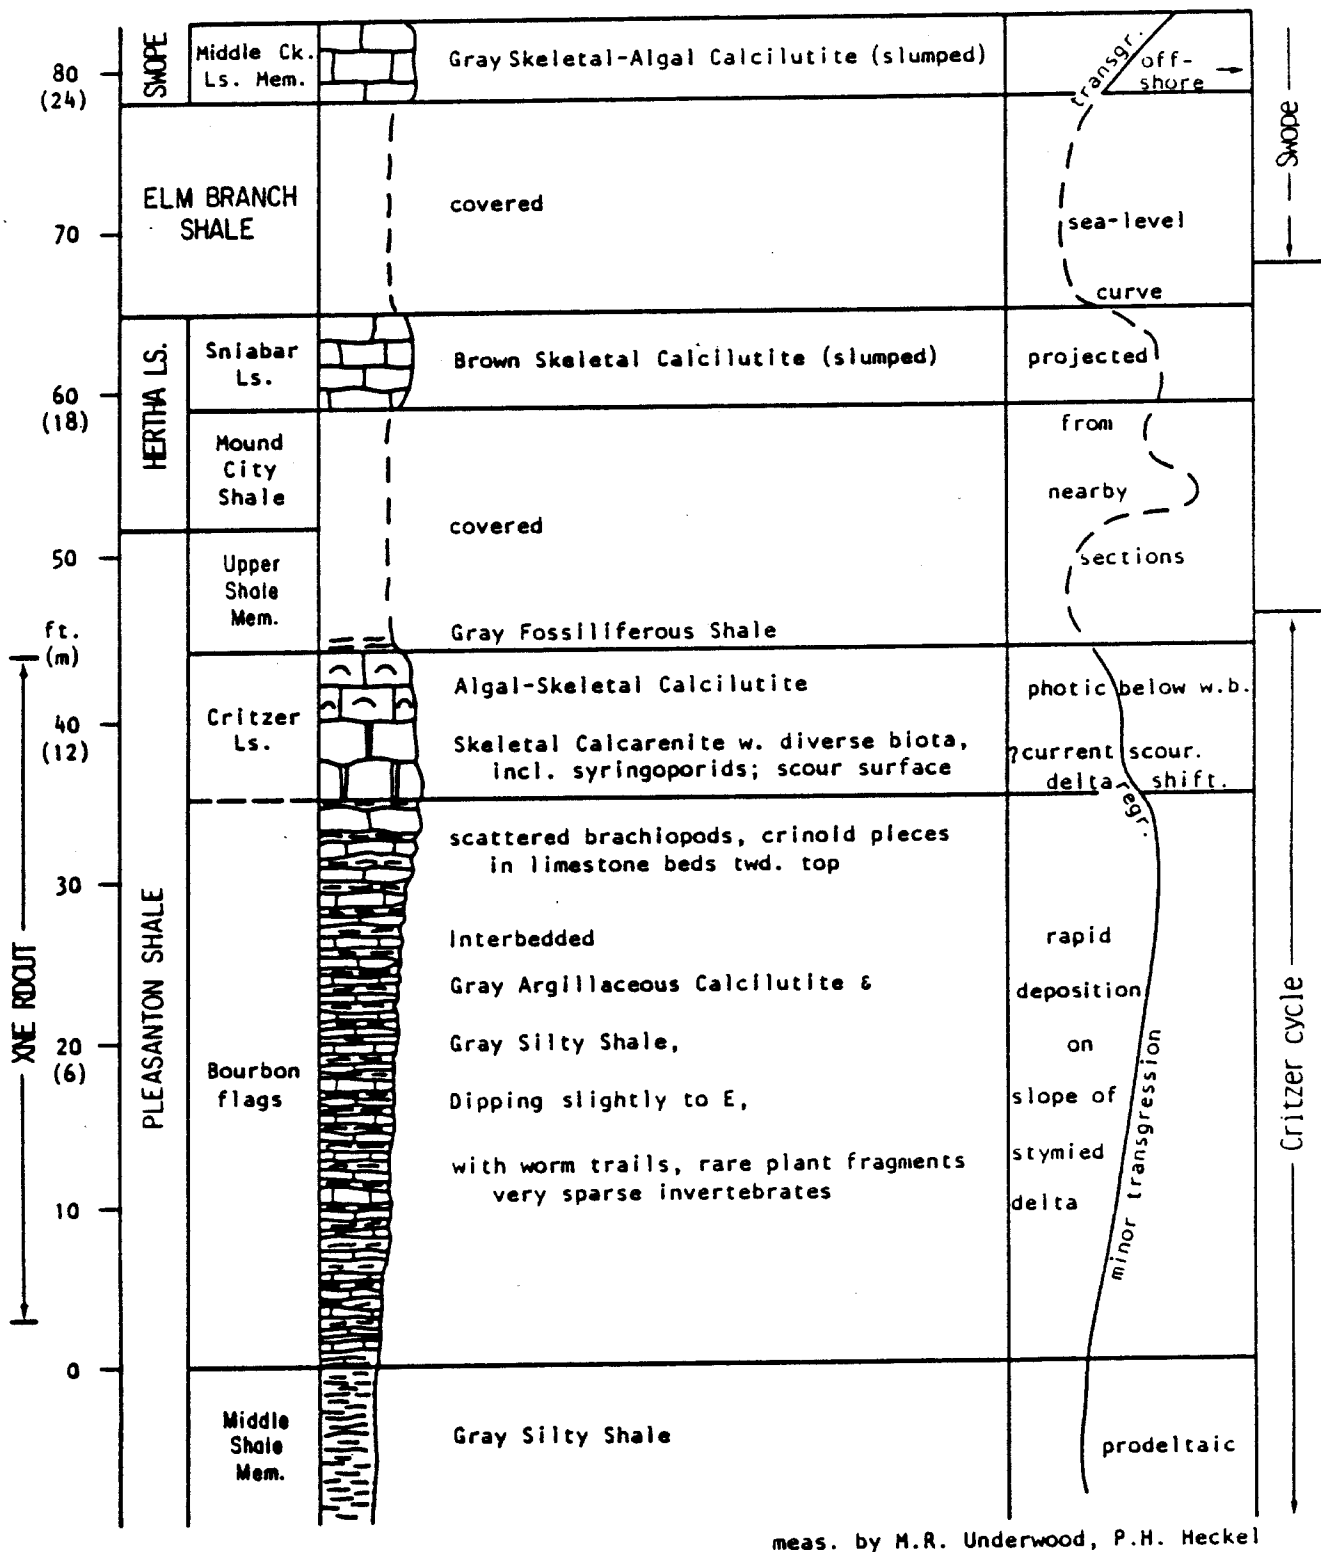 SWOPE
Middle Ck.
Ls. Mem.
Gray Skeletal-Algal Calcilutite (slumped)
transgr.
off-
shore
80
(24)
Swope
ELM BRANCH
SHALE
covered
sea-level
70
curve
HERTHA LS.
Sniabar
Ls.
Brown Skeletal Calcilutite (slumped)
projected
60
(18)
from
Mound
City
Shale
nearby
covered
50
sections
Upper
Shale
Mem.
Gray Fossiliferous Shale
ft.
(m)
Critzer
Ls.
Algal-Skeletal Calcilutite
photic below w.b.
40
(12)
Skeletal Calcarenite w. diverse biota,
incl. syringoporids; scour surface
?current scour.
delta shift.
regr.
PLEASANTON SHALE
Bourbon
flags
scattered brachiopods, crinoid pieces
in limestone beds twd. top
30
Interbedded
Gray Argillaceous Calcilutite &
Gray Silty Shale,
Dipping slightly to E,
with worm trails, rare plant fragments
very sparse invertebrates
rapid
deposition
on
slope of
stymied
delta
minor transgression
20
(6)
10
XNE RDCUT
Critzer cycle
0
Middle
Shale
Mem.
Gray Silty Shale
prodeltaic
meas. by M.R. Underwood, P.H. Heckel